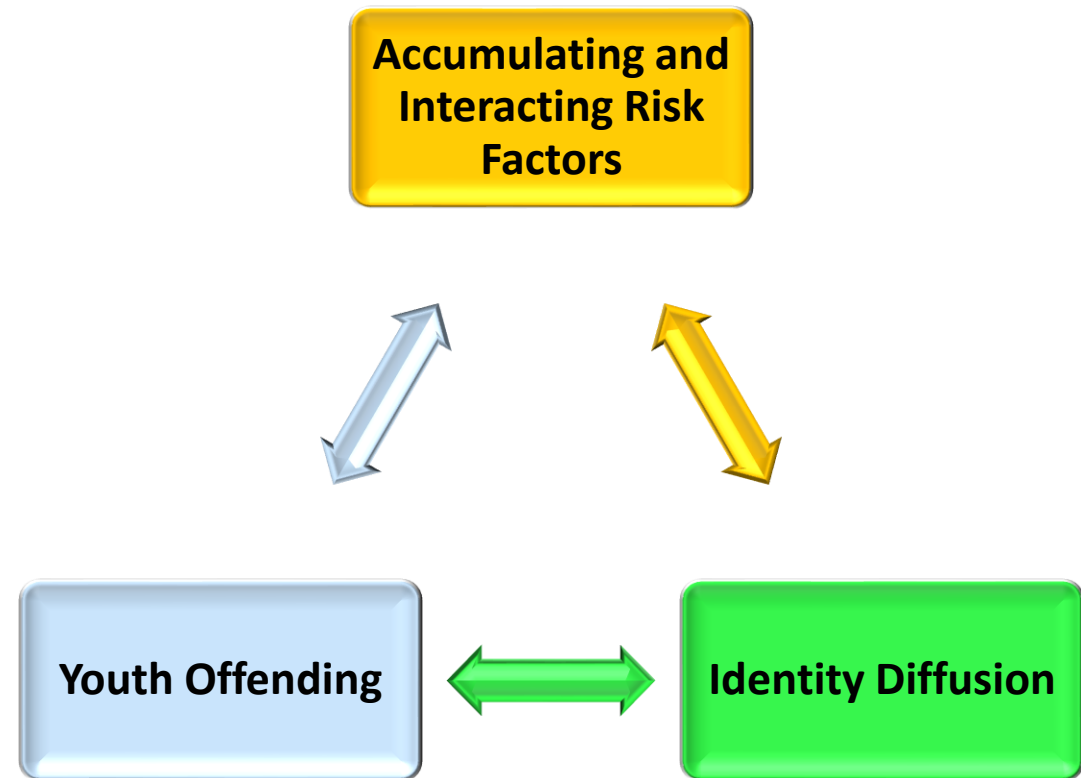 Accumulating and
Interacting Risk
Factors
Youth Offending
Identity Diffusion